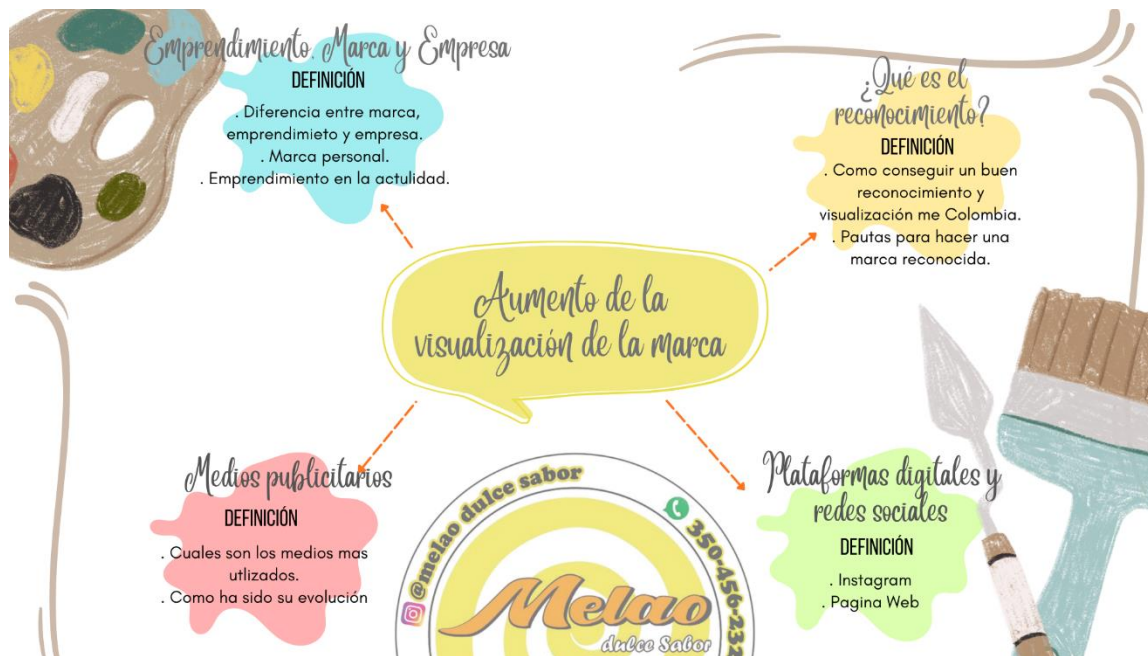 Emprendimiento. Marca y Empresa
DEFINICIÓN
. Diferencia entre marca,
emprendimieto y empresa.
. Marca personal.
. Emprendimiento en la actulidad.
¿Qué es el
reconocimiento?
DEFINICIÓN
. Como conseguir un buen
reconocimiento y
visualización me Colombia.
. Pautas para hacer una
marca reconocida.
Aumento de la
visualización de la marca
Medios publicitarios
DEFINICIÓN
. Cuales son los medios mas
utlizados.
. Como ha sido su evolución
Plataformas digitales y
redes sociales
DEFINICIÓN
. Instagram
. Pagina Web
@melao dulce sabor
350-456-232
Melao
dulce Sabor